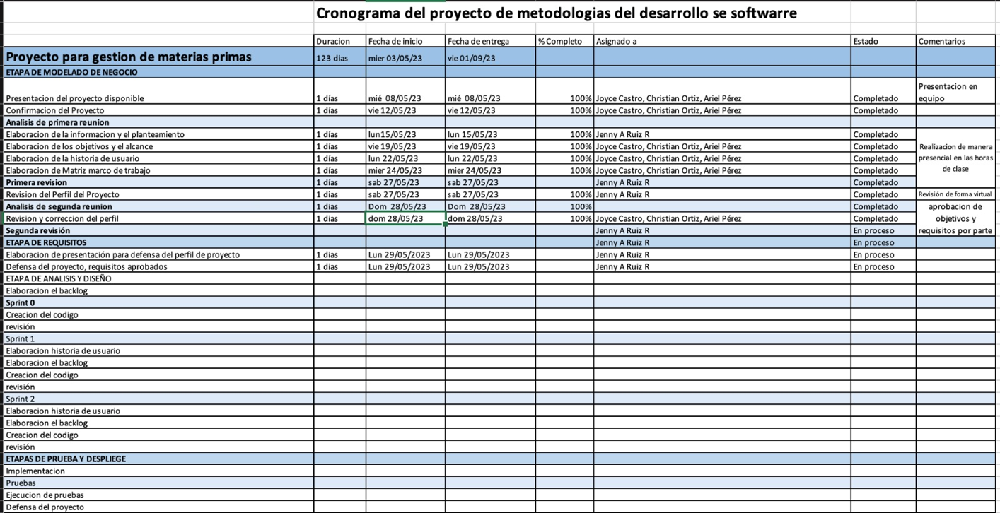 Cronograma del proyecto de metodologias del desarrollo se softwarre
Duracion Fecha de inicio Fecha de entrega % Completo Asignado a Estado Comentarios
Proyecto para gestion de materias primas 123 dias mier 03/05/23 vie 01/09/23
ETAPA DE MODELADO DE NEGOCIO
Presentacion del proyecto disponible 1 días mié 08/05/23 mié 08/05/23 100% Joyce Castro, Christian Ortiz, Ariel Pérez Completado Presentacion en equipo
Confirmacion del Proyecto 1 días vie 12/05/23 vie 12/05/23 100% Joyce Castro, Christian Ortiz, Ariel Pérez Completado
Analisis de primera reunion
Elaboracion de la informacion y el planteamiento 1 días lun15/05/23 lun 15/05/23 100% Jenny A Ruiz R Completado
Elaboracion de los objetivos y el alcance 1 días vie 19/05/23 vie 19/05/23 100% Joyce Castro, Christian Ortiz, Ariel Pérez Completado Realizacion de manera
Elaboracion de la historia de usuario 1 días lun 22/05/23 lun 22/05/23 100% Joyce Castro, Christian Ortiz, Ariel Pérez Completado presencial en las horas
Elaboracion de Matriz marco de trabajo 1 días mier 24/05/23 mier 24/05/23 100% Joyce Castro, Christian Ortiz, Ariel Pérez Completado de clase
Primera revision 1 días sab 27/05/23 sab 27/05/23 Jenny A Ruiz R Completado
Revision del Perfil del Proyecto 1 días sab 27/05/23 sab 27/05/23 100% Jenny A Ruiz R Completado Revisión de forma virtual
Analisis de segunda reunion 1 dias Dom 28/05/23 Dom 28/05/23 100% Completado aprobacion de
Revision y correccion del perfil 1 dias dom 28/05/23 dom 28/05/23 100% Joyce Castro, Christian Ortiz, Ariel Pérez Completado objetivos y
Segunda revisión Jenny A Ruiz R En proceso requisitos por parte
ETAPA DE REQUISITOS Jenny A Ruiz R En proceso
Elaboracion de presentación para defensa del perfil de proyecto 1 dias Lun 29/05/2023 Lun 29/05/2023 Jenny A Ruiz R En proceso
Defensa del proyecto, requisitos aprobados 1 dias Lun 29/05/2023 Lun 29/05/2023 Jenny A Ruiz R En proceso
ETAPA DE ANALISIS Y DISEÑO
Elaboracion el backlog
Sprint 0
Creacion del codigo
revisión
Sprint 1
Elaboracion historia de usuario
Elaboracion el backlog
Creacion del codigo
revisión
Sprint 2
Elaboracion historia de usuario
Elaboracion el backlog
Creacion del codigo
revisión
ETAPAS DE PRUEBA Y DESPLIEGE
Implementacion
Pruebas
Ejecucion de pruebas
Defensa del proyecto